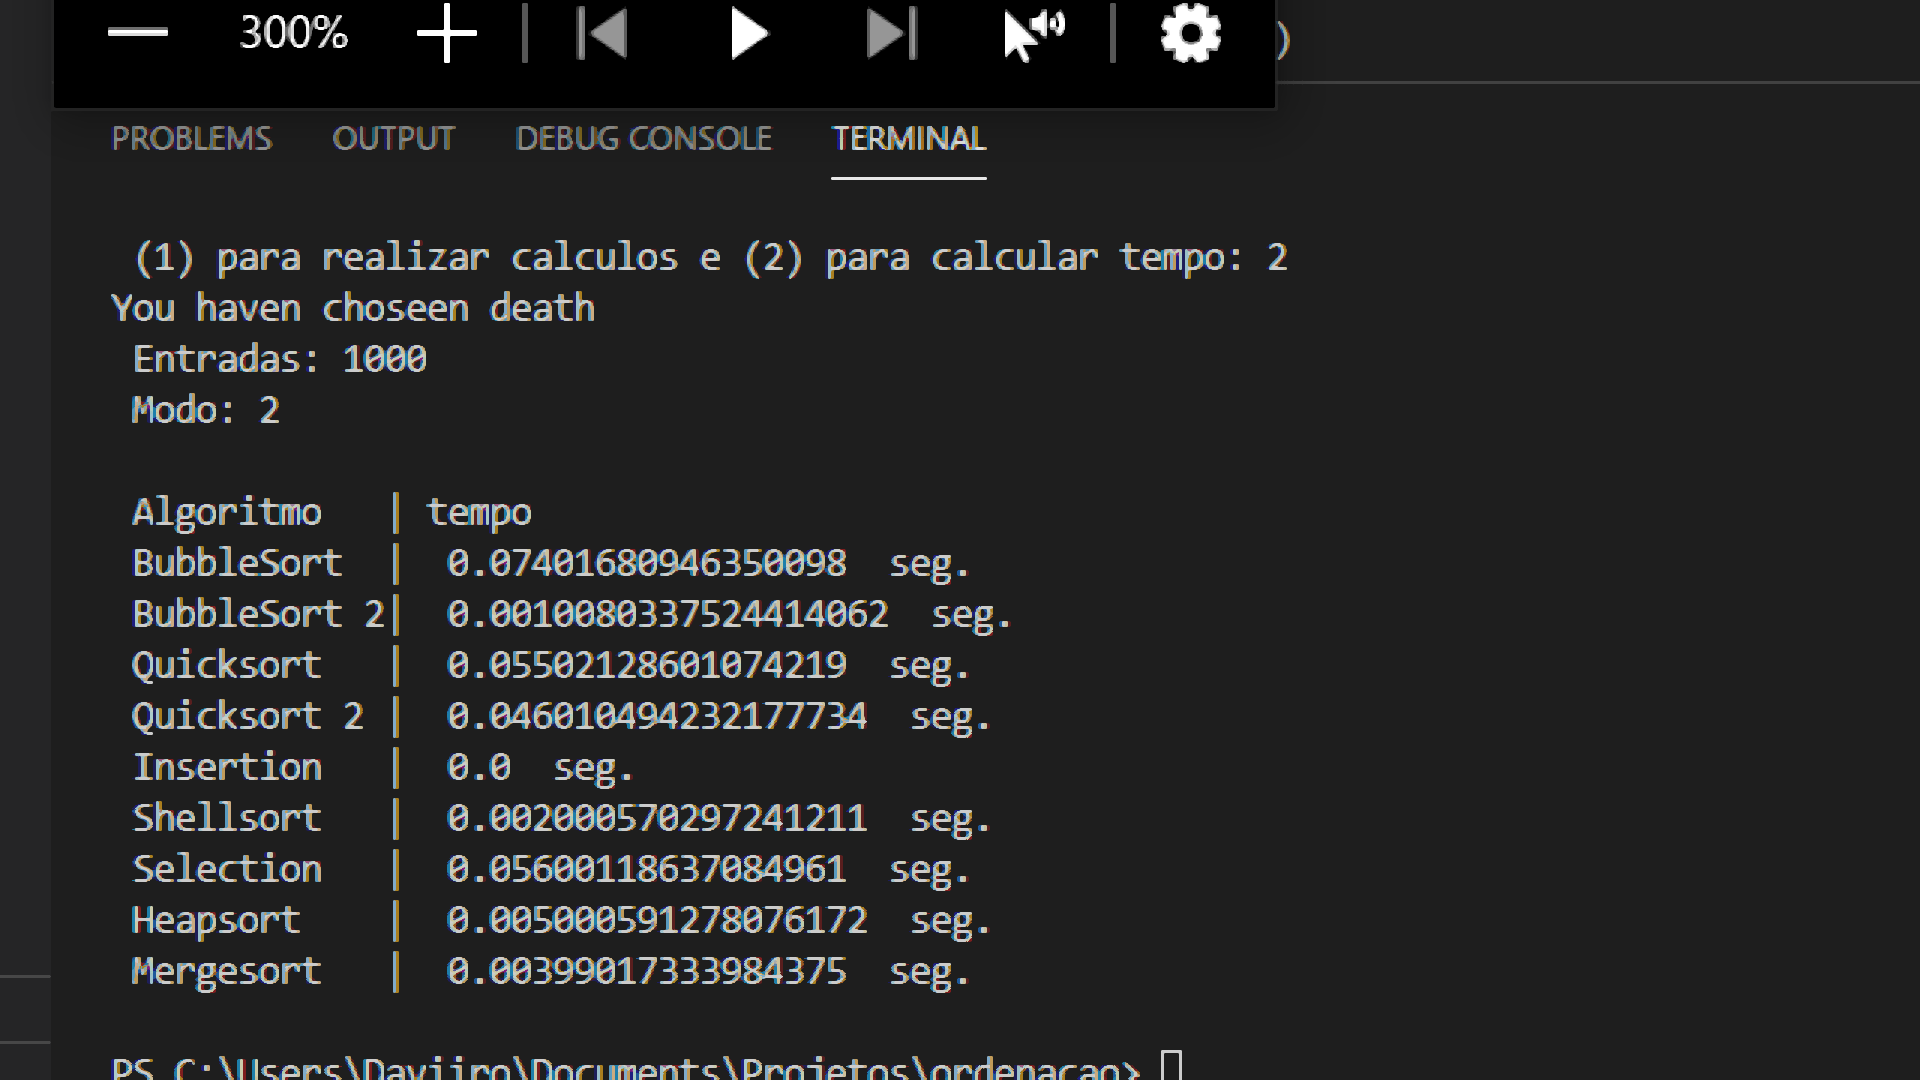 300%
)
PROBLEMS OUTPUT DEBUG CONSOLE TERMINAL
(1) para realizar calculos e (2) para calcular tempo: 2
You haven choseen death
Entradas: 1000
Modo: 2
Algoritmo | tempo
BubbleSort | 0.07401680946350098 seg.
BubbleSort 2| 0.0010080337524414062 seg.
Quicksort | 0.05502128601074219 seg.
Quicksort 2 | 0.046010494232177734 seg.
Insertion | 0.0 seg.
Shellsort | 0.002000570297241211 seg.
Selection | 0.05600118637084961 seg.
Heapsort | 0.005000591278076172 seg.
Mergesort | 0.00399017333984375 seg.
PS C:\Users\Daviiro\Documents\Projetos\ordenacao>